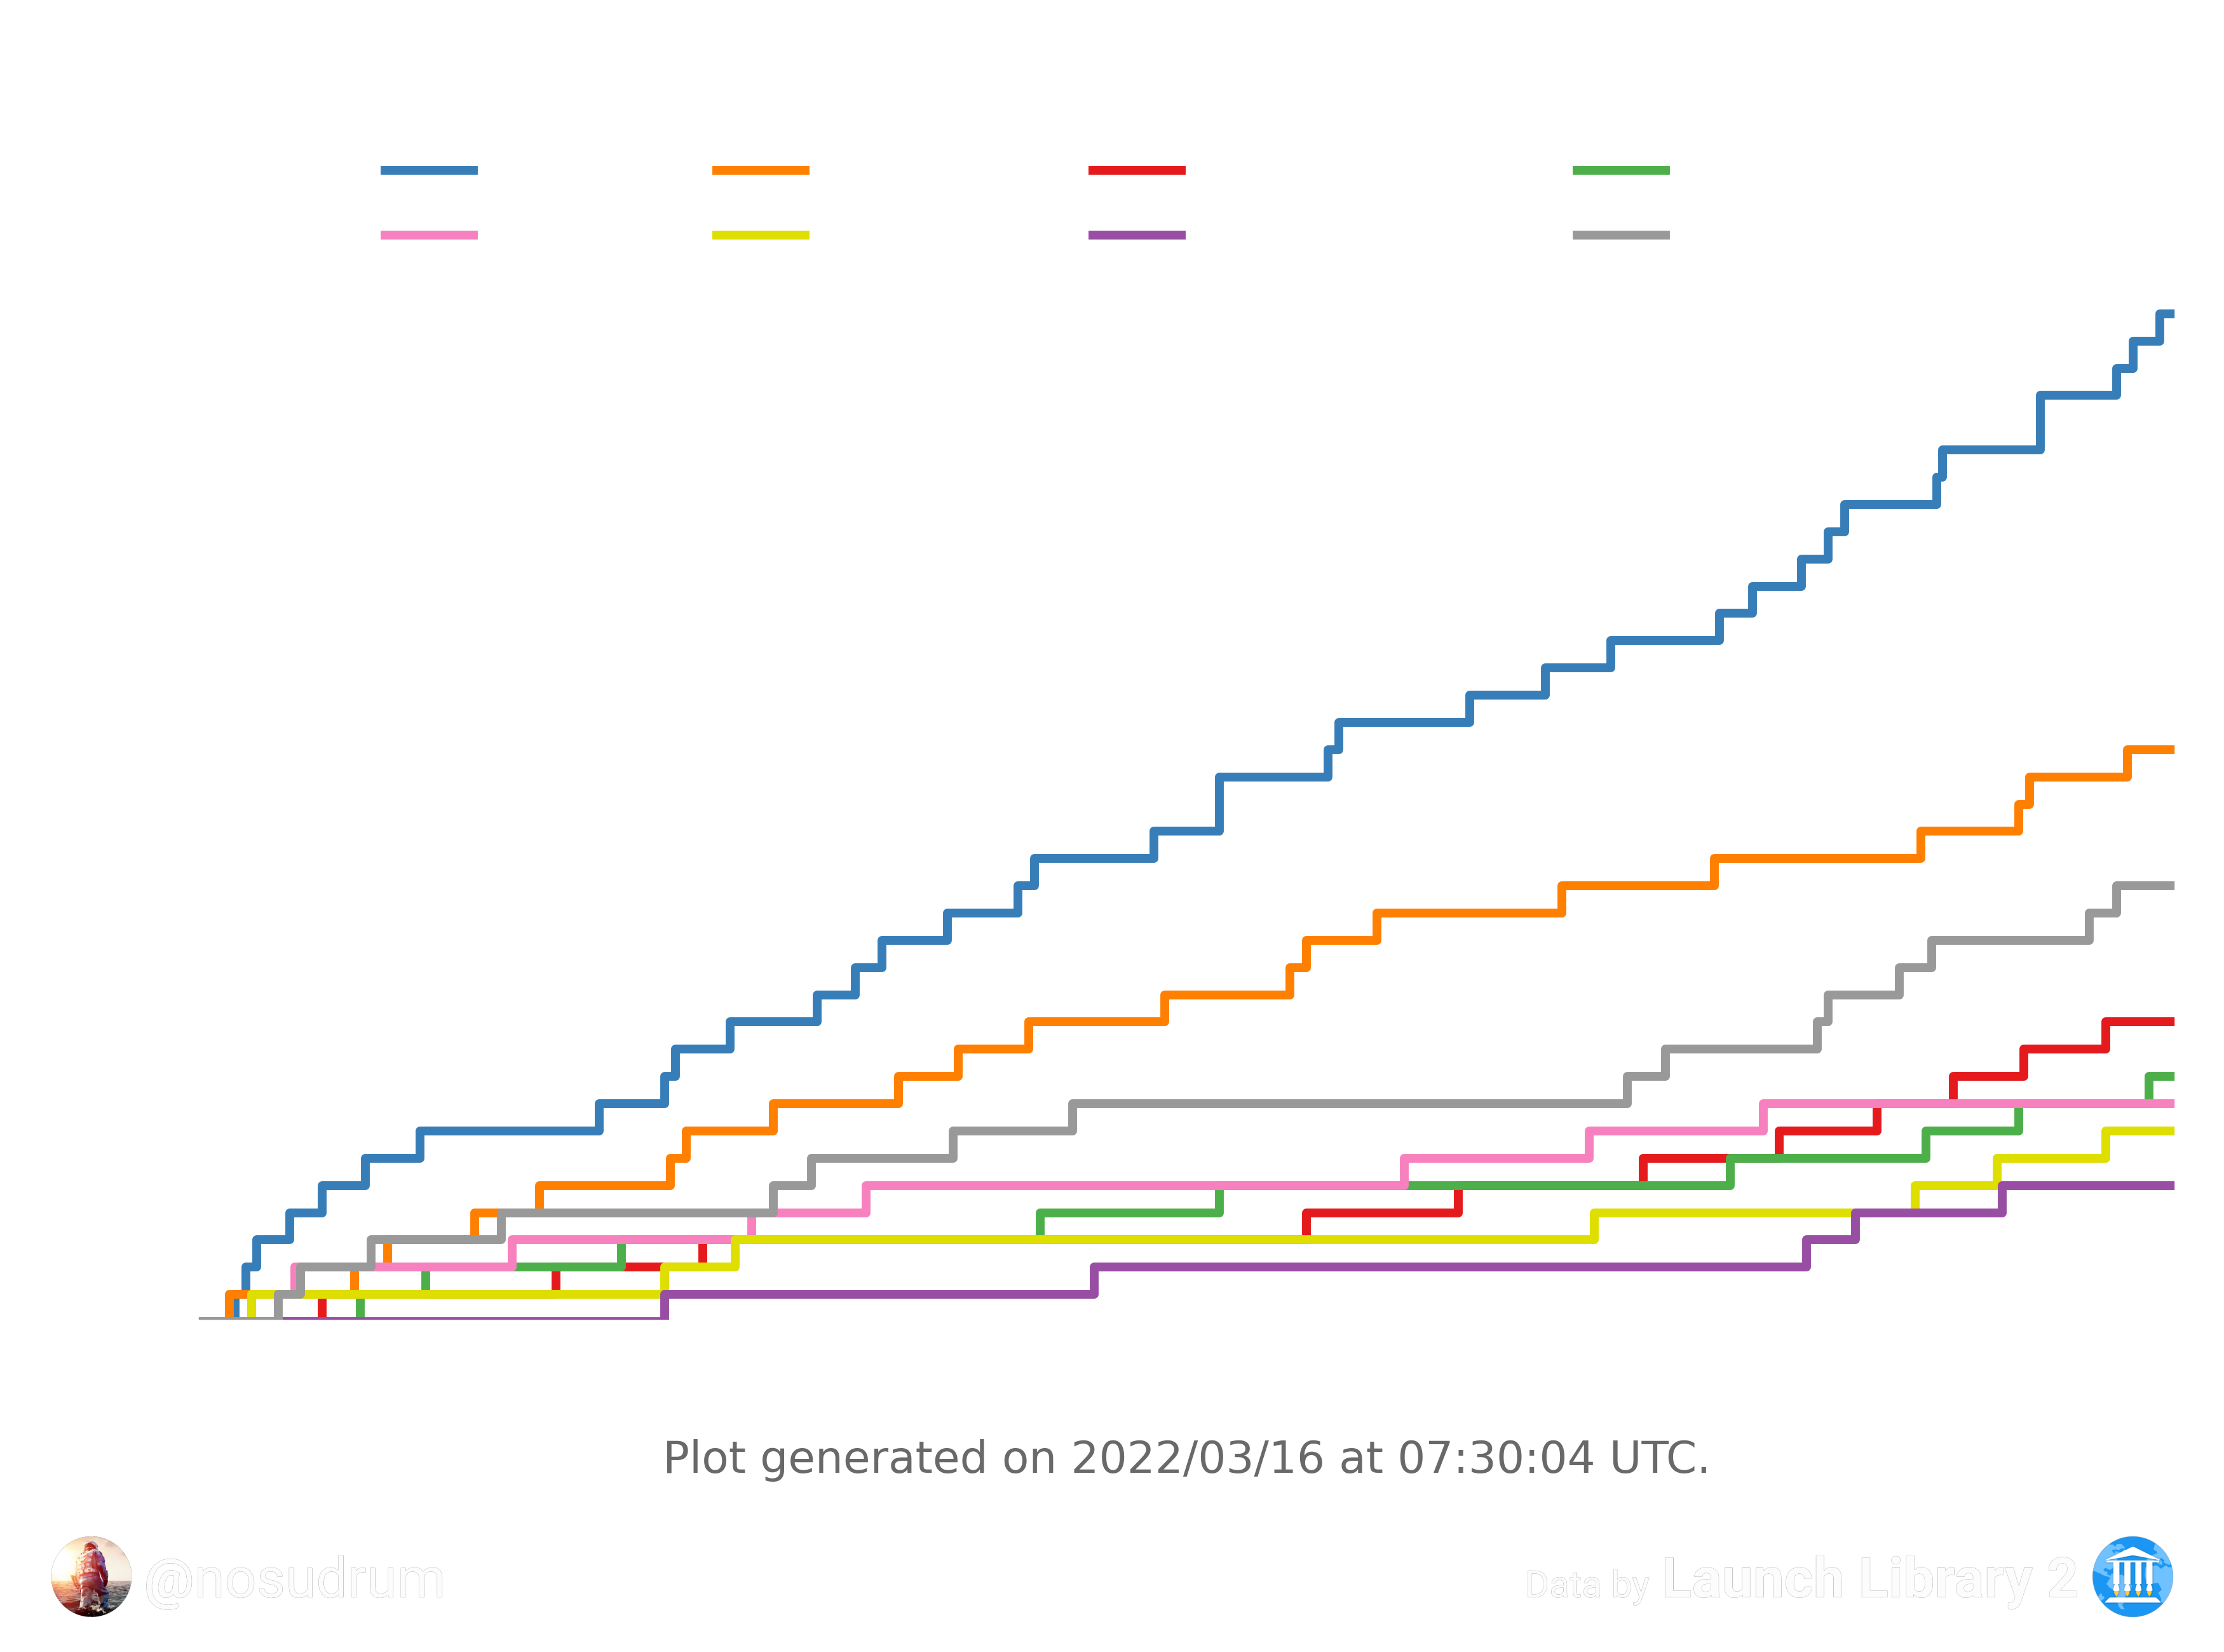 Plot generated on 2022/03/16 at 07:30:04 UTC.
@nosudrum
Data by Launch Library 2